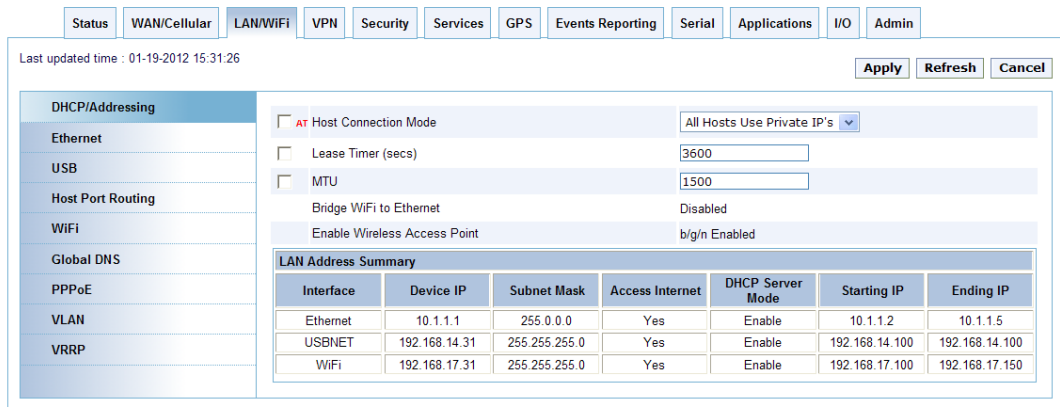 Status WAN/Cellular LAN/WiFi VPN Security Services GPS Events Reporting Serial Applications I/O Admin
Last updated time : 01-19-2012 15:31:26
Apply Refresh Cancel
DHCP/Addressing
Ethernet
USB
Host Port Routing
WiFi
Global DNS
PPPoE
VLAN
VRRP
AT Host Connection Mode All Hosts Use Private IP's
Lease Timer (secs) 3600
MTU 1500
Bridge WiFi to Ethernet Disabled
Enable Wireless Access Point b/g/n Enabled
LAN Address Summary
Interface Device IP Subnet Mask Access Internet DHCP Server Mode Starting IP Ending IP
Ethernet 10.1.1.1 255.0.0.0 Yes Enable 10.1.1.2 10.1.1.5
USBNET 192.168.14.31 255.255.255.0 Yes Enable 192.168.14.100 192.168.14.100
WiFi 192.168.17.31 255.255.255.0 Yes Enable 192.168.17.100 192.168.17.150